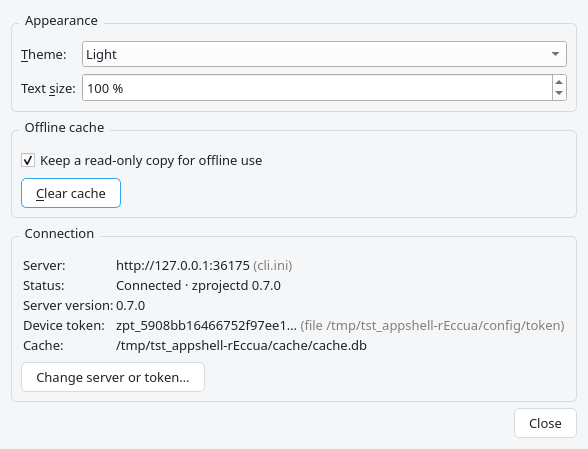 Appearance
Theme: Light
Text size: 100 %
Offline cache
Keep a read-only copy for offline use
Clear cache
Connection
Server: http://127.0.0.1:36175 (cli.ini)
Status: Connected · zprojectd 0.7.0
Server version: 0.7.0
Device token: zpt_5908bb16466752f97ee1... (file /tmp/tst_appshell-rEccua/config/token)
Cache: /tmp/tst_appshell-rEccua/cache/cache.db
Change server or token...
Close